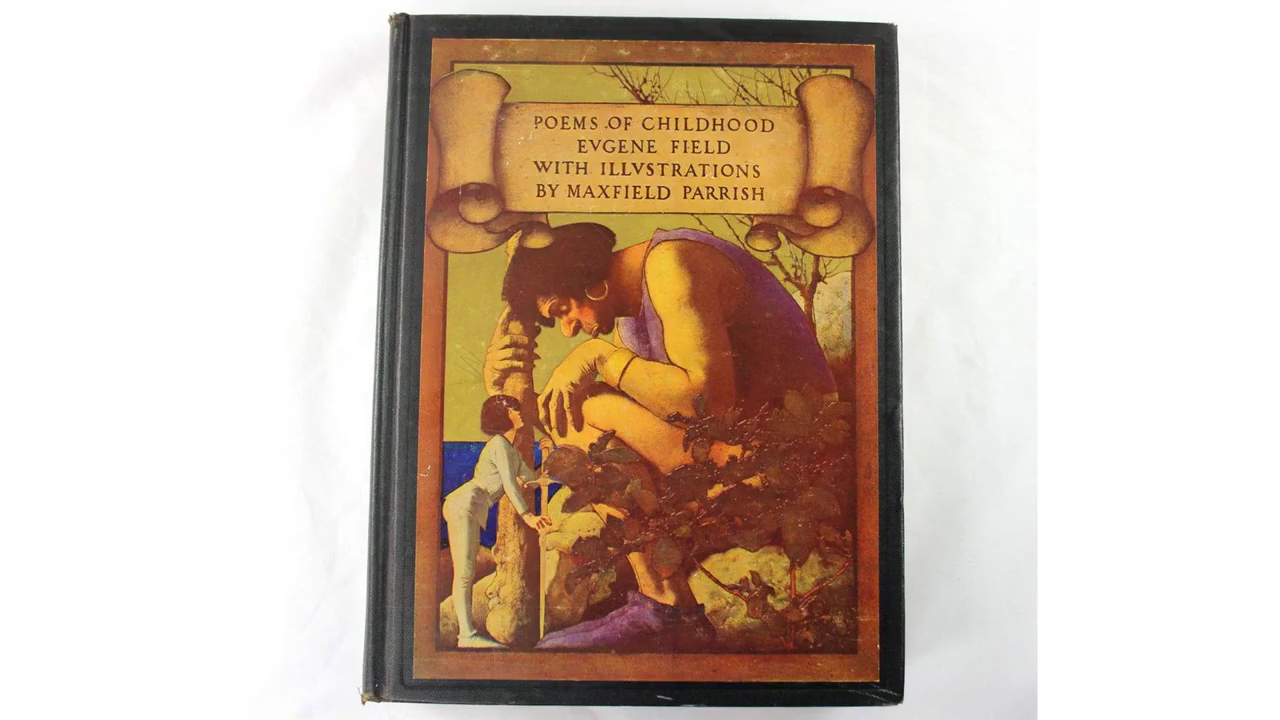 POEMS OF CHILDHOOD
EVGENE FIELD
WITH ILLVSTRATIONS
BY MAXFIELD PARRISH